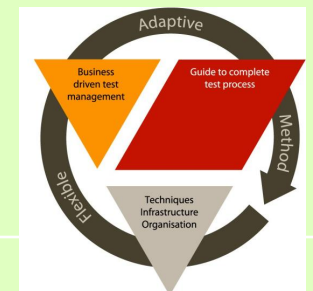 Adaptive
Business
driven test
management
Guide to complete
test process
Method
Techniques
Infrastructure
Organisation
Flexible